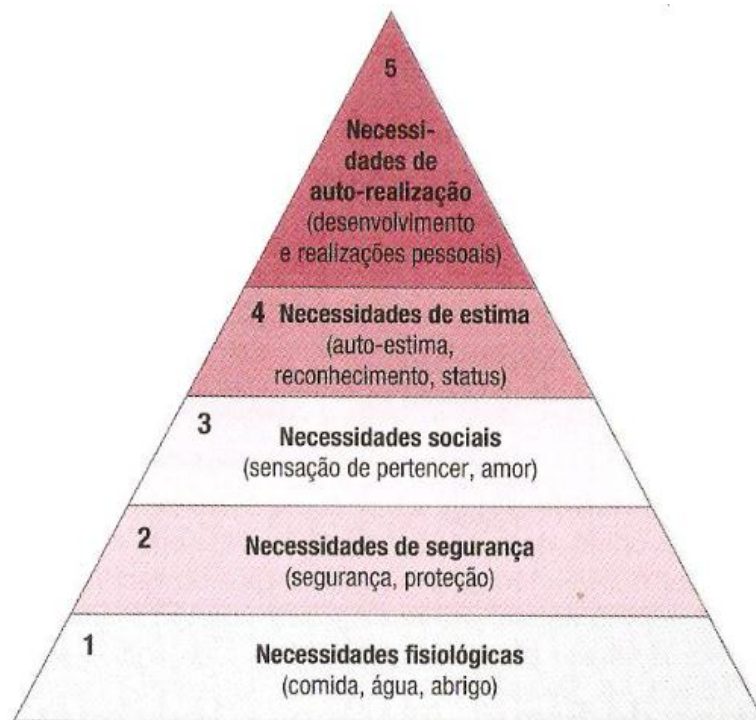 5
Necessi-
dades de
auto-realização
(desenvolvimento
e realizações pessoais)
4 Necessidades de estima
(auto-estima,
reconhecimento, status)
3
Necessidades sociais
(sensação de pertencer, amor)
2
Necessidades de segurança
(segurança, proteção)
1
Necessidades fisiológicas
(comida, água, abrigo)